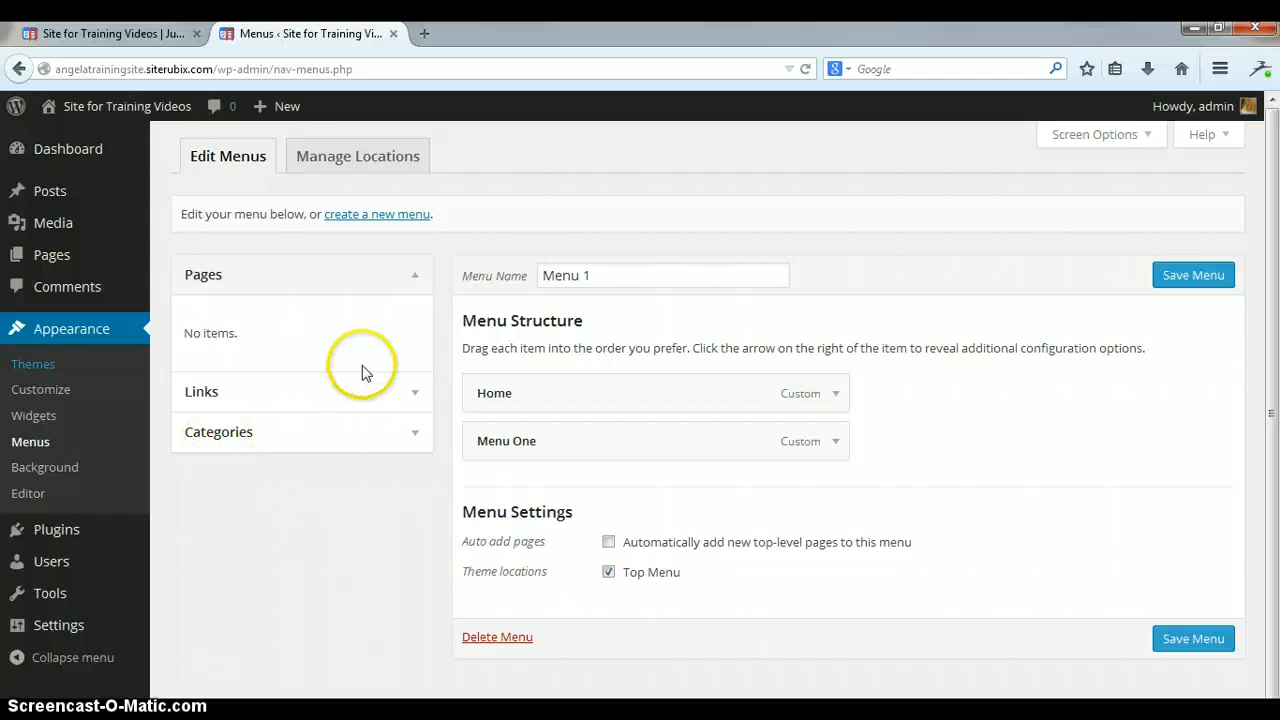 Site for Training Videos | Ju...
Menus ‹ Site for Training Vi...
angelatrainingsite.siterubix.com/wp-admin/nav-menus.php
Google
Site for Training Videos 0 New
Howdy, admin
Dashboard
Posts
Media
Pages
Comments
Appearance
Themes
Customize
Widgets
Menus
Background
Editor
Plugins
Users
Tools
Settings
Collapse menu
Screen Options
Help
Edit Menus
Manage Locations
Edit your menu below, or create a new menu.
Pages
No items.
Links
Categories
Menu Name Menu 1
Save Menu
Menu Structure
Drag each item into the order you prefer. Click the arrow on the right of the item to reveal additional configuration options.
Home Custom
Menu One Custom
Menu Settings
Auto add pages Automatically add new top-level pages to this menu
Theme locations Top Menu
Delete Menu
Save Menu
Screencast-O-Matic.com